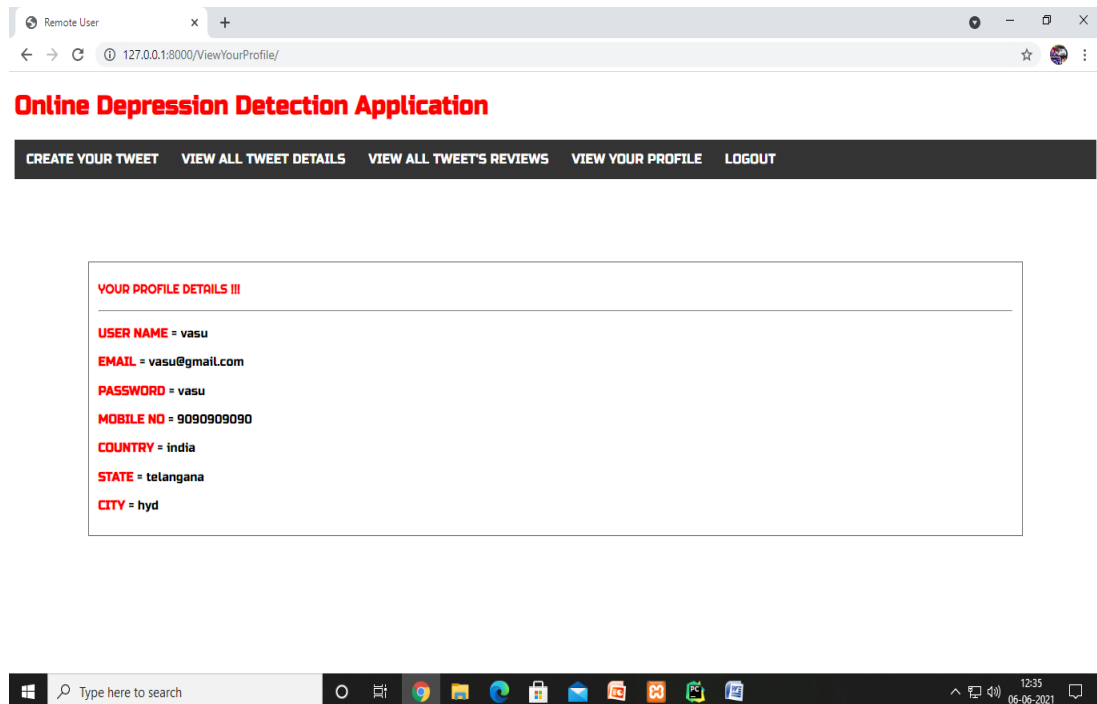 Remote User
127.0.0.1:8000/ViewYourProfile/
Online Depression Detection Application
CREATE YOUR TWEET VIEW ALL TWEET DETAILS VIEW ALL TWEET'S REVIEWS VIEW YOUR PROFILE LOGOUT
YOUR PROFILE DETAILS !!!
USER NAME = vasu
EMAIL = vasu@gmail.com
PASSWORD = vasu
MOBILE NO = 9090909090
COUNTRY = india
STATE = telangana
CITY = hyd
Type here to search
12:35
06-06-2021